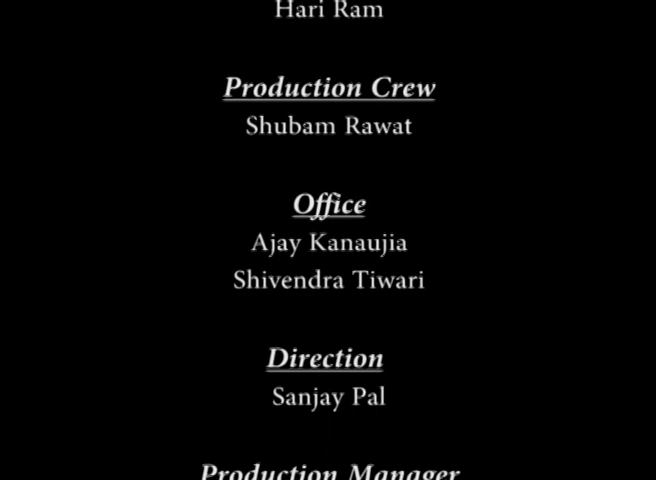 Hari Ram
Production Crew
Shubam Rawat
Office
Ajay Kanaujia
Shivendra Tiwari
Direction
Sanjay Pal
Production Manager